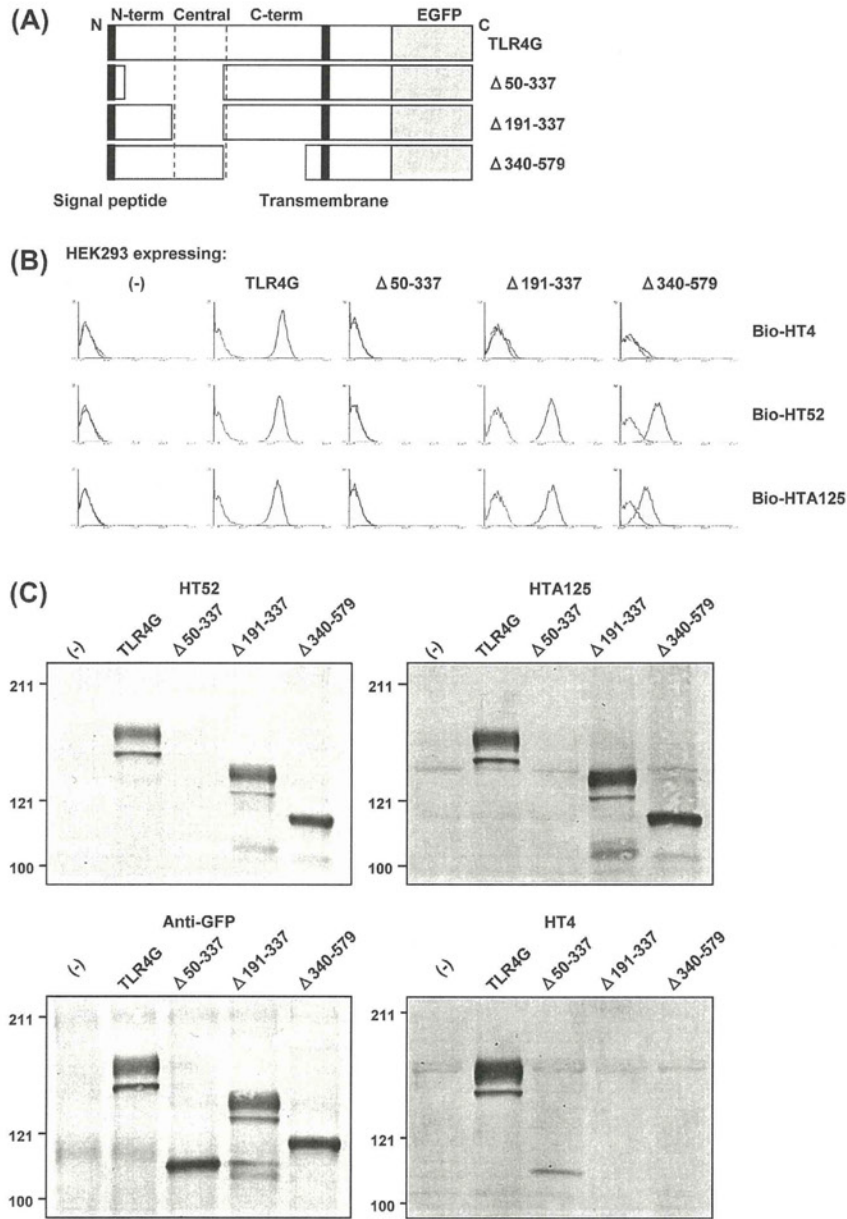 (A)
N-term Central C-term EGFP
N C
TLR4G
Δ50-337
Δ191-337
Δ340-579
Signal peptide Transmembrane
(B) HEK293 expressing:
(-) TLR4G Δ50-337 Δ191-337 Δ340-579
Bio-HT4
Bio-HT52
Bio-HTA125
(C)
HT52
(-) TLR4G Δ50-337 Δ191-337 Δ340-579
211
121
100
HTA125
(-) TLR4G Δ50-337 Δ191-337 Δ340-579
211
121
100
Anti-GFP
(-) TLR4G Δ50-337 Δ191-337 Δ340-579
211
121
100
HT4
(-) TLR4G Δ50-337 Δ191-337 Δ340-579
211
121
100